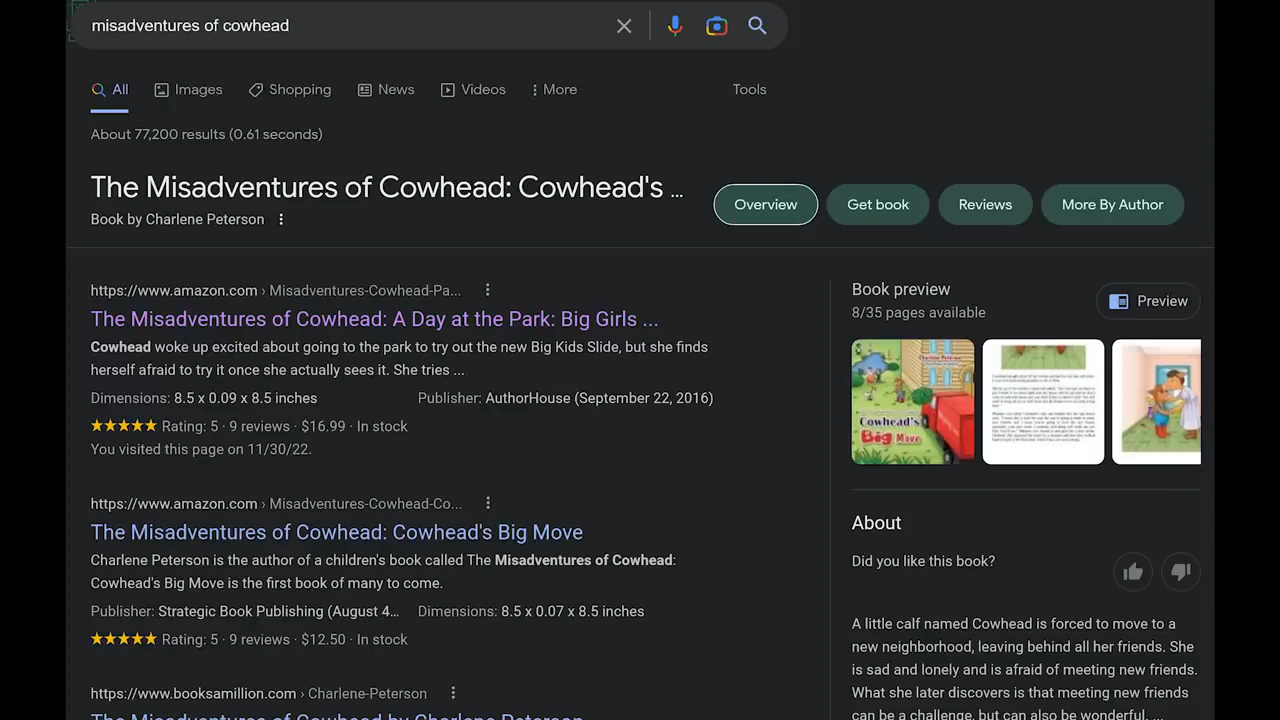 misadventures of cowhead
All
Images
Shopping
News
Videos
More
Tools
About 77,200 results (0.61 seconds)
The Misadventures of Cowhead: Cowhead's ...
Book by Charlene Peterson
Overview
Get book
Reviews
More By Author
https://www.amazon.com › Misadventures-Cowhead-Pa...
The Misadventures of Cowhead: A Day at the Park: Big Girls ...
Cowhead woke up excited about going to the park to try out the new Big Kids Slide, but she finds
herself afraid to try it once she actually sees it. She tries ...
Dimensions: 8.5 x 0.09 x 8.5 inches
Publisher: AuthorHouse (September 22, 2016)
★★★★★ Rating: 5 · 9 reviews · $16.99 · In stock
You visited this page on 11/30/22.
https://www.amazon.com › Misadventures-Cowhead-Co...
The Misadventures of Cowhead: Cowhead's Big Move
Charlene Peterson is the author of a children's book called The Misadventures of Cowhead:
Cowhead's Big Move is the first book of many to come.
Publisher: Strategic Book Publishing (August 4...
Dimensions: 8.5 x 0.07 x 8.5 inches
★★★★★ Rating: 5 · 9 reviews · $12.50 · In stock
https://www.booksamillion.com › Charlene-Peterson
The Misadventures of Cowhead by Charlene Peterson
Book preview
8/35 pages available
Preview
Charlene Peterson
Cowhead's
Big Move
About
Did you like this book?
A little calf named Cowhead is forced to move to a
new neighborhood, leaving behind all her friends. She
is sad and lonely and is afraid of meeting new friends.
What she later discovers is that meeting new friends
can be a challenge, but can also be wonderful. ...